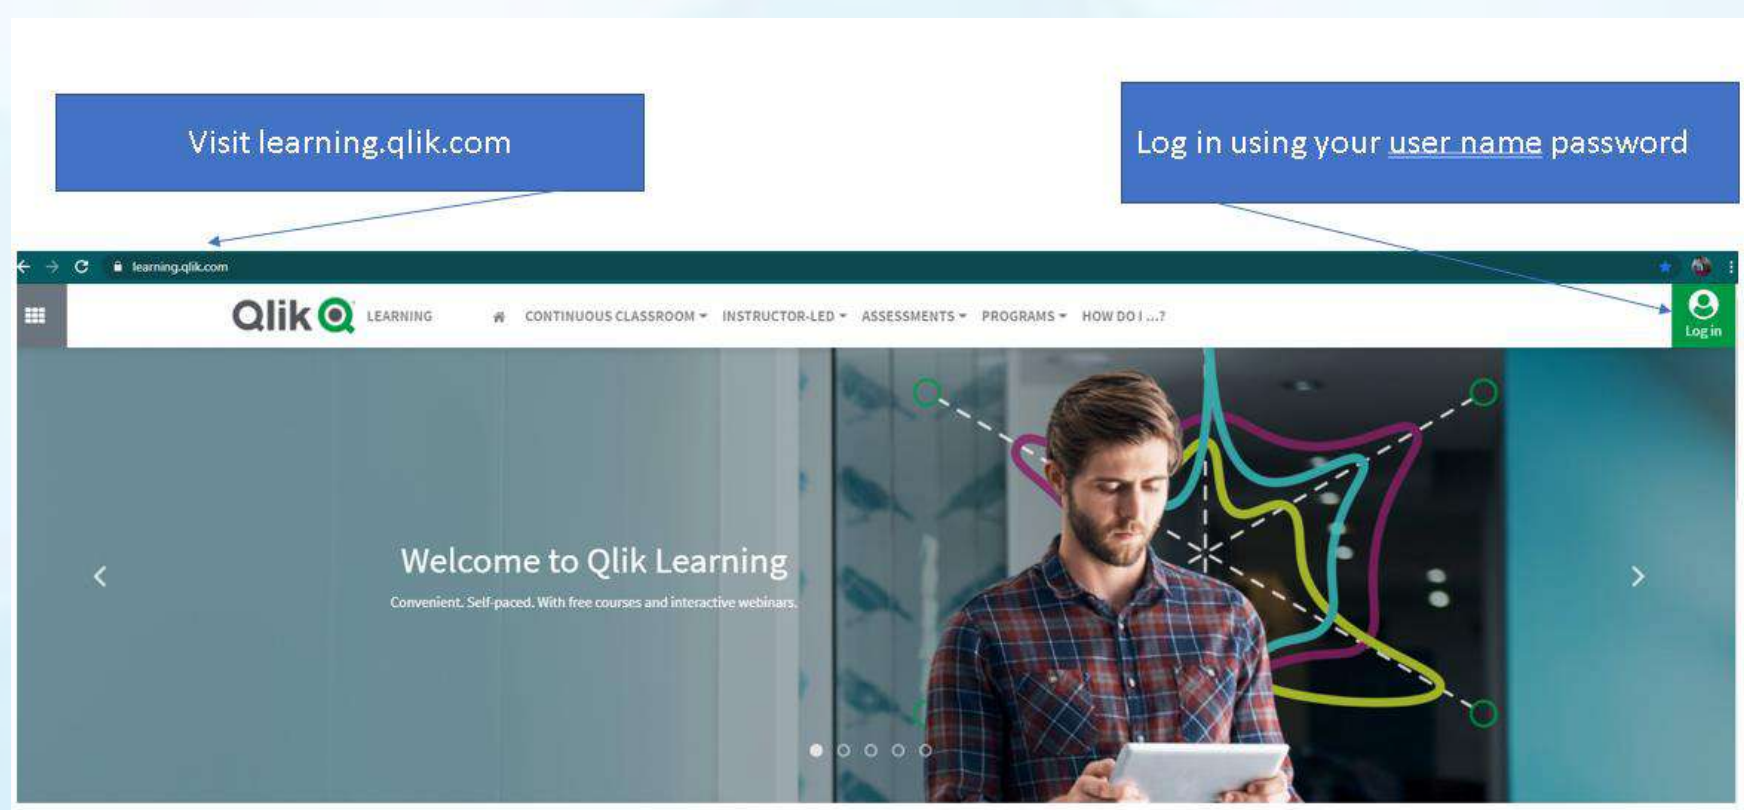 Visit learning.qlik.com
Log in using your user name password
learning.qlik.com
Qlik LEARNING CONTINUOUS CLASSROOM INSTRUCTOR-LED ASSESSMENTS PROGRAMS HOW DO I ...?
Log in
Welcome to Qlik Learning
Convenient. Self-paced. With free courses and interactive webinars.